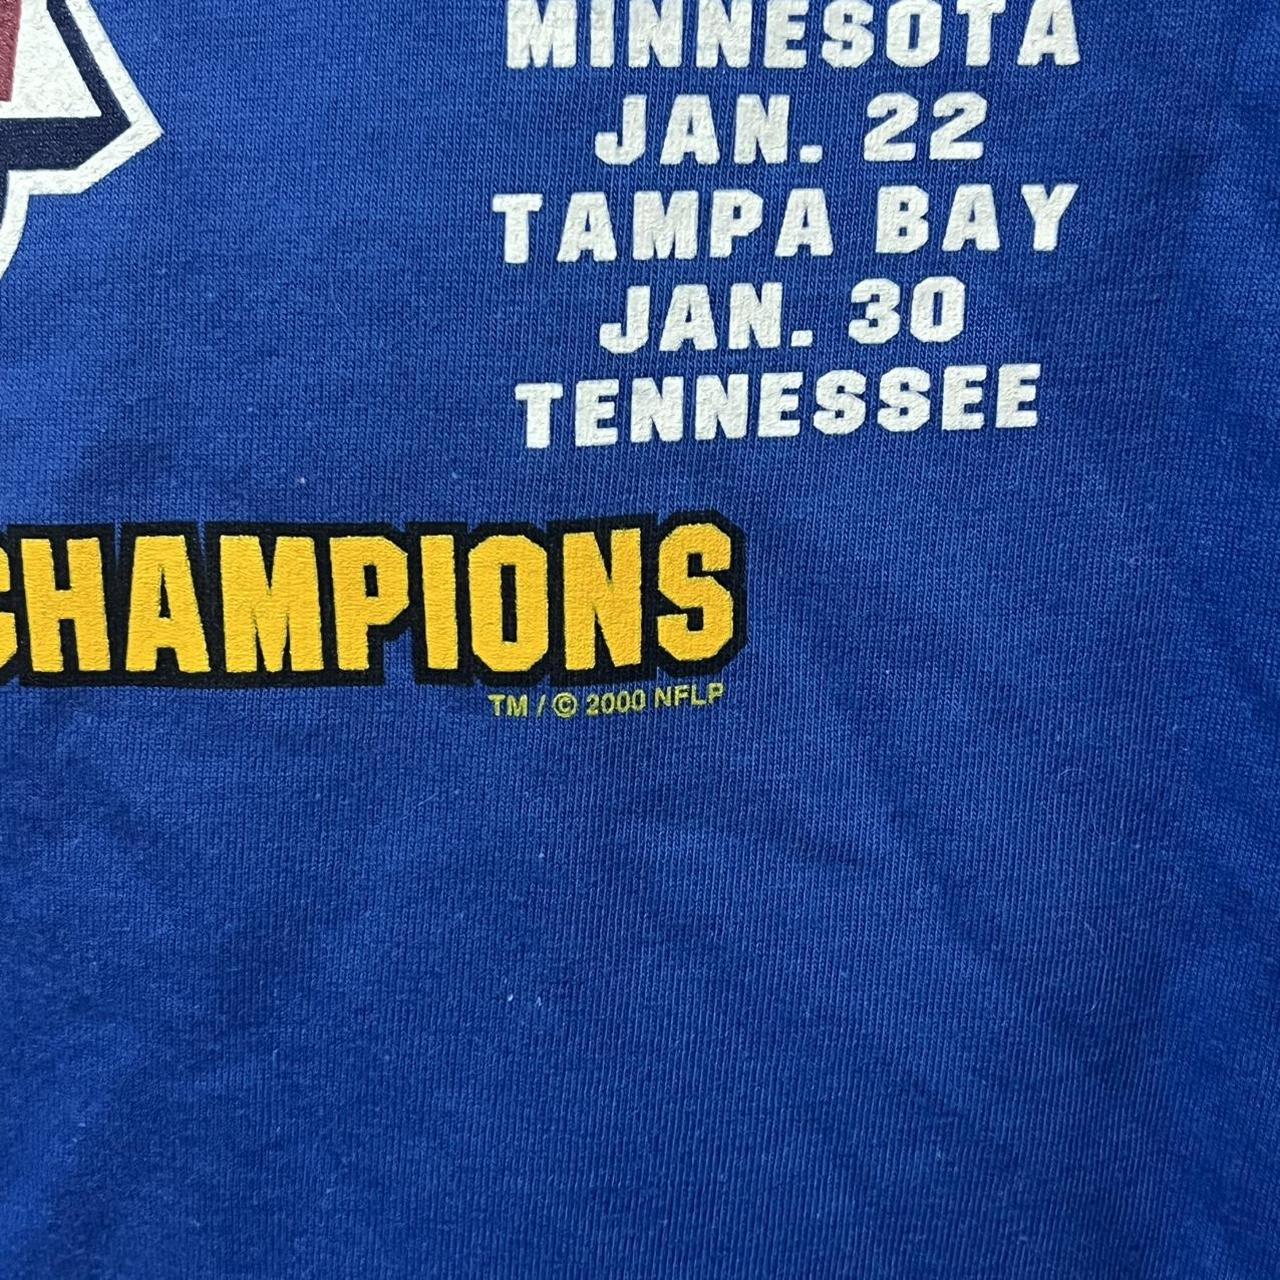 MINNESOTA
JAN. 22
TAMPA BAY
JAN. 30
TENNESSEE
CHAMPIONS
TM / © 2000 NFLP